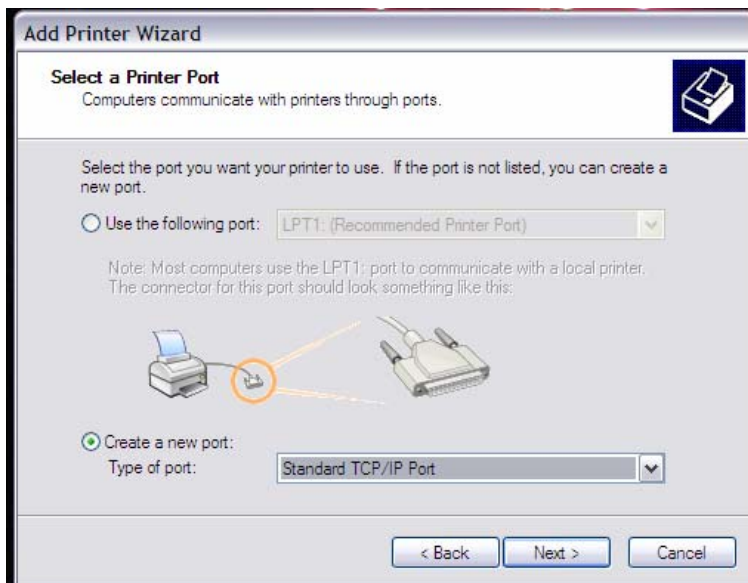 Add Printer Wizard
Select a Printer Port
Computers communicate with printers through ports.
Select the port you want your printer to use. If the port is not listed, you can create a
new port.
Use the following port: LPT1: (Recommended Printer Port)
Note: Most computers use the LPT1: port to communicate with a local printer.
The connector for this port should look something like this:
Create a new port:
Type of port: Standard TCP/IP Port
< Back Next > Cancel